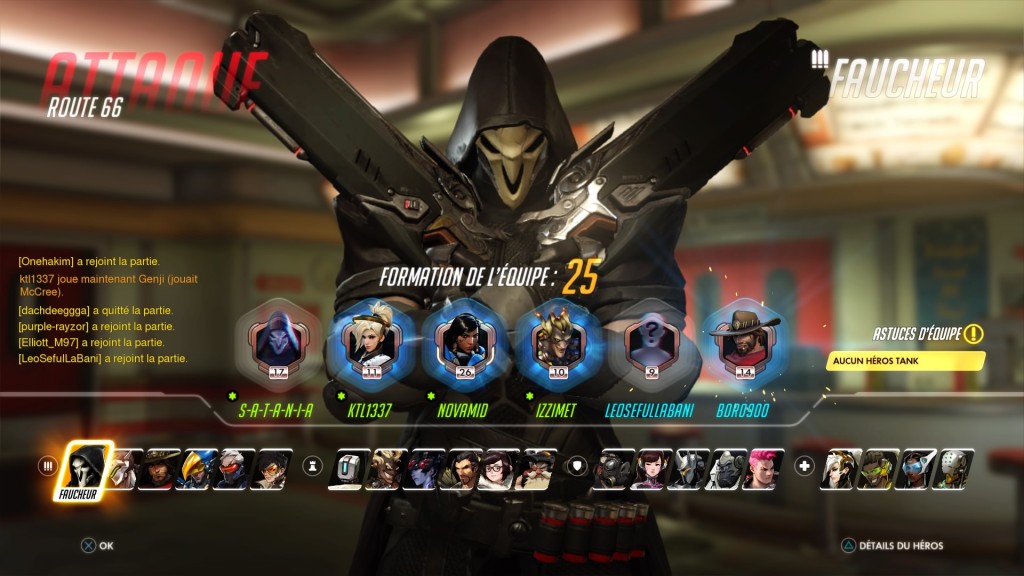 ATTAQUE
ROUTE 66
FAUCHEUR
[Onehakim] a rejoint la partie.
ktl1337 joue maintenant Genji (jouait
McCree).
[dachdeeggga] a quitté la partie.
[purple-rayzor] a rejoint la partie.
[Elliott_M97] a rejoint la partie.
[LeoSefulLaBani] a rejoint la partie.
FORMATION DE L'ÉQUIPE : 25
17 11 26 10 ? 9 14
S-A-T-A-N-I-A KTL1337 NOVAMID IZZIMET LEOSEFULLABANI BORO900
ASTUCES D'ÉQUIPE !
AUCUN HÉROS TANK
FAUCHEUR
OK
DÉTAILS DU HÉROS